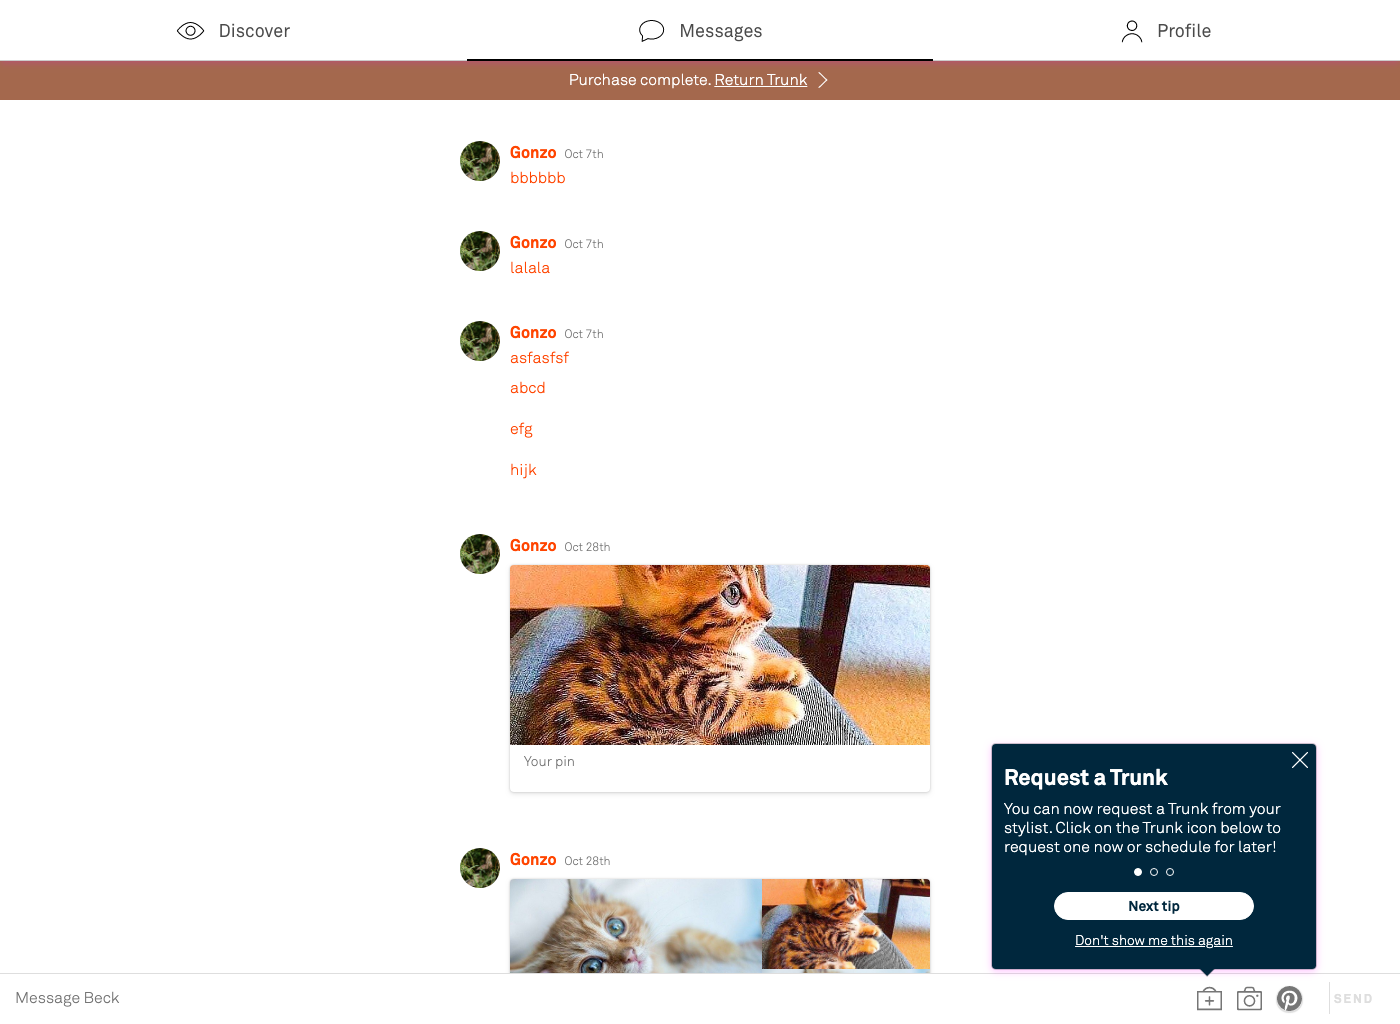 Discover
Messages
Profile
Purchase complete. Return Trunk
Gonzo Oct 7th
bbbbbb
Gonzo Oct 7th
lalala
Gonzo Oct 7th
asfasfsf
abcd
efg
hijk
Gonzo Oct 28th
Your pin
Gonzo Oct 28th
Request a Trunk
You can now request a Trunk from your
stylist. Click on the Trunk icon below to
request one now or schedule for later!
Next tip
Don't show me this again
Message Beck
SEND